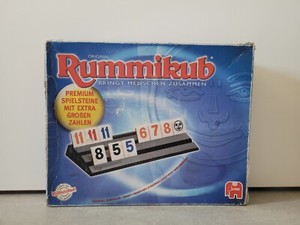 ORIGINAL
Rummikub
BRINGT MENSCHEN ZUSAMMEN
PREMIUM
SPIELSTEINE
MIT EXTRA
GROßEN
ZAHLEN
11 11 11
6 7 8
8 5 5
Jumbo